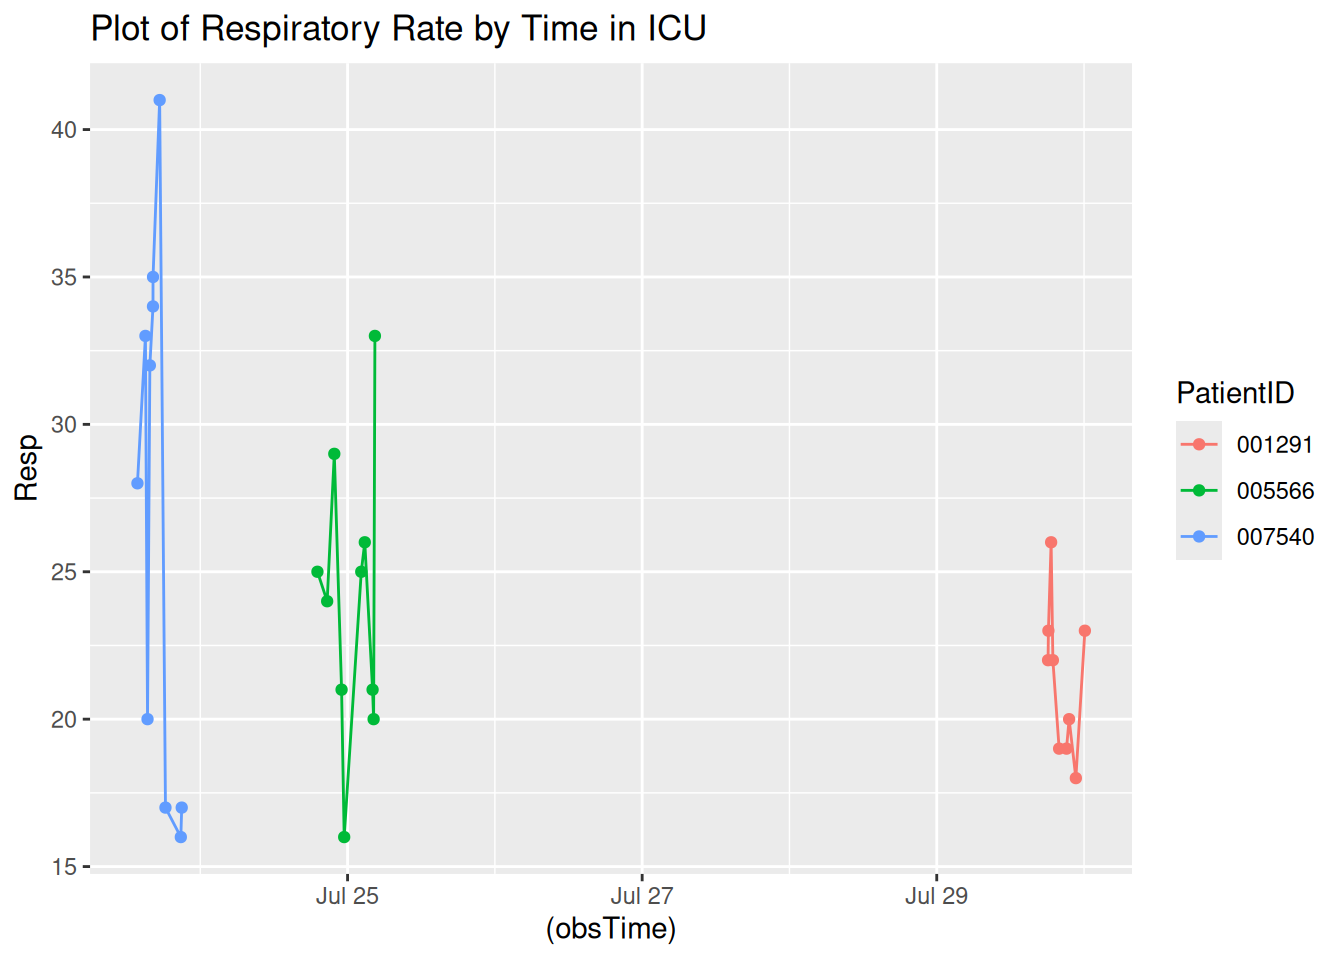 Plot of Respiratory Rate by Time in ICU
Resp
40
35
30
25
20
15
Jul 25
Jul 27
Jul 29
(obsTime)
PatientID
001291
005566
007540